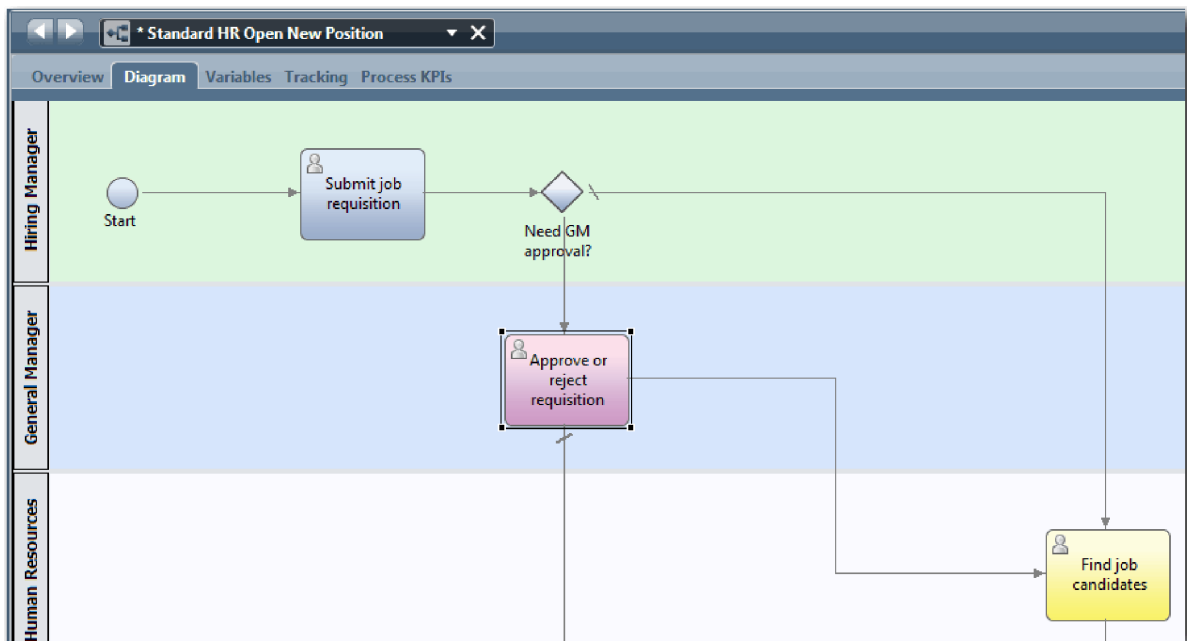 * Standard HR Open New Position
Overview Diagram Variables Tracking Process KPIs
Hiring Manager
Start
Submit job
requisition
Need GM
approval?
General Manager
Approve or
reject
requisition
Human Resources
Find job
candidates